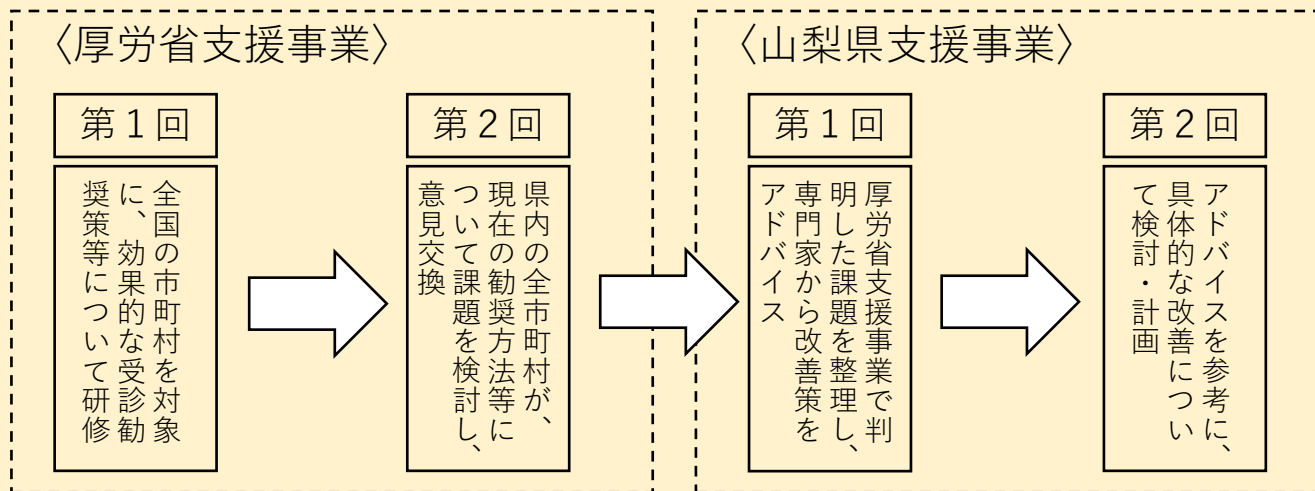 〈厚労省支援事業〉
第１回
全国の市町村を対象
に、効果的な受診勧
奨策等について研修
第２回
県内の全市町村が、
現在の勧奨方法等に
ついて課題を検討し、
意見交換
〈山梨県支援事業〉
第１回
厚労省支援事業で判
明した課題を整理し、
専門家から改善策を
アドバイス
第２回
アドバイスを参考に、
具体的な改善につい
て検討・計画